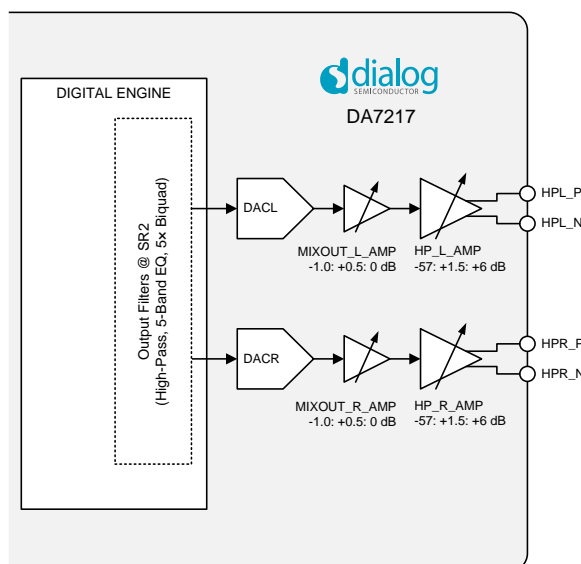 dialog
SEMICONDUCTOR
DA7217
DIGITAL ENGINE
Output Filters @ SR2
(High-Pass, 5-Band EQ, 5x Biquad)
DACL
MIXOUT_L_AMP
-1.0: +0.5: 0 dB
HP_L_AMP
-57: +1.5: +6 dB
HPL_P
HPL_N
DACR
MIXOUT_R_AMP
-1.0: +0.5: 0 dB
HP_R_AMP
-57: +1.5: +6 dB
HPR_P
HPR_N